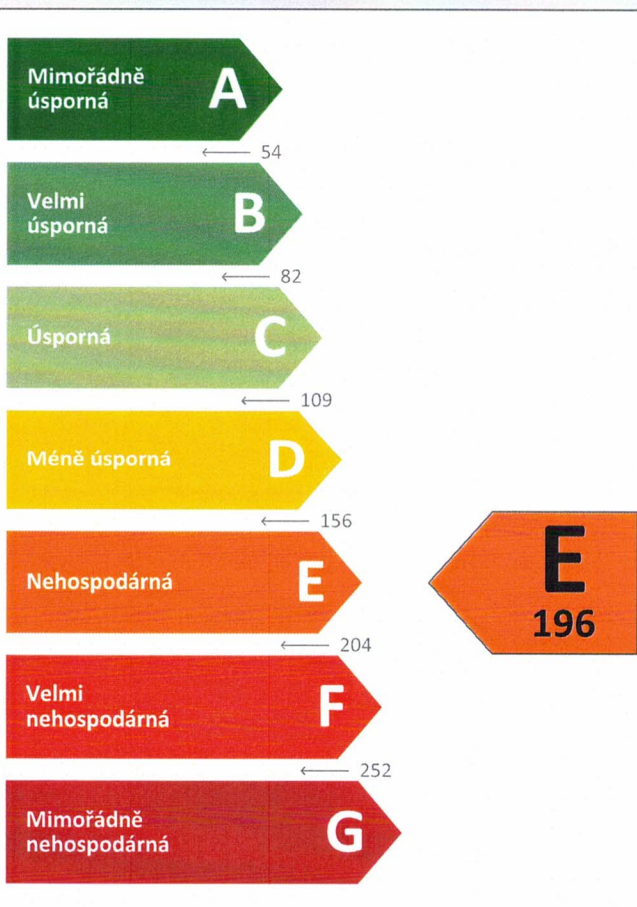 Mimořádně
úsporná
A
← 54
Velmi
úsporná
B
← 82
Úsporná
C
← 109
Méně úsporná
D
← 156
Nehospodárná
E
E
196
← 204
Velmi
nehospodárná
F
← 252
Mimořádně
nehospodárná
G